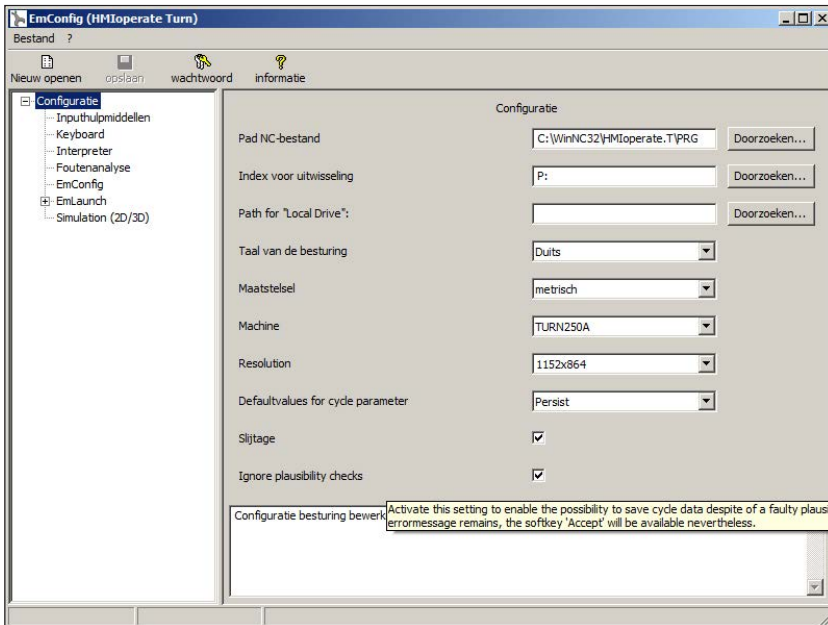 EmConfig (HMIoperate Turn)
Bestand ?
Nieuw openen opslaan wachtwoord informatie
Configuratie
Inputhulpmiddellen
Keyboard
Interpreter
Foutenanalyse
EmConfig
EmLaunch
Simulation (2D/3D)
Configuratie
Pad NC-bestand C:\WinNC32\HMIoperate.T\PRG Doorzoeken...
Index voor uitwisseling P: Doorzoeken...
Path for "Local Drive": Doorzoeken...
Taal van de besturing Duits
Maatstelsel metrisch
Machine TURN250A
Resolution 1152x864
Defaultvalues for cycle parameter Persist
Slijtage
Ignore plausibility checks
Configuratie besturing bewerk
Activate this setting to enable the possibility to save cycle data despite of a faulty plausi
errormessage remains, the softkey 'Accept' will be available nevertheless.